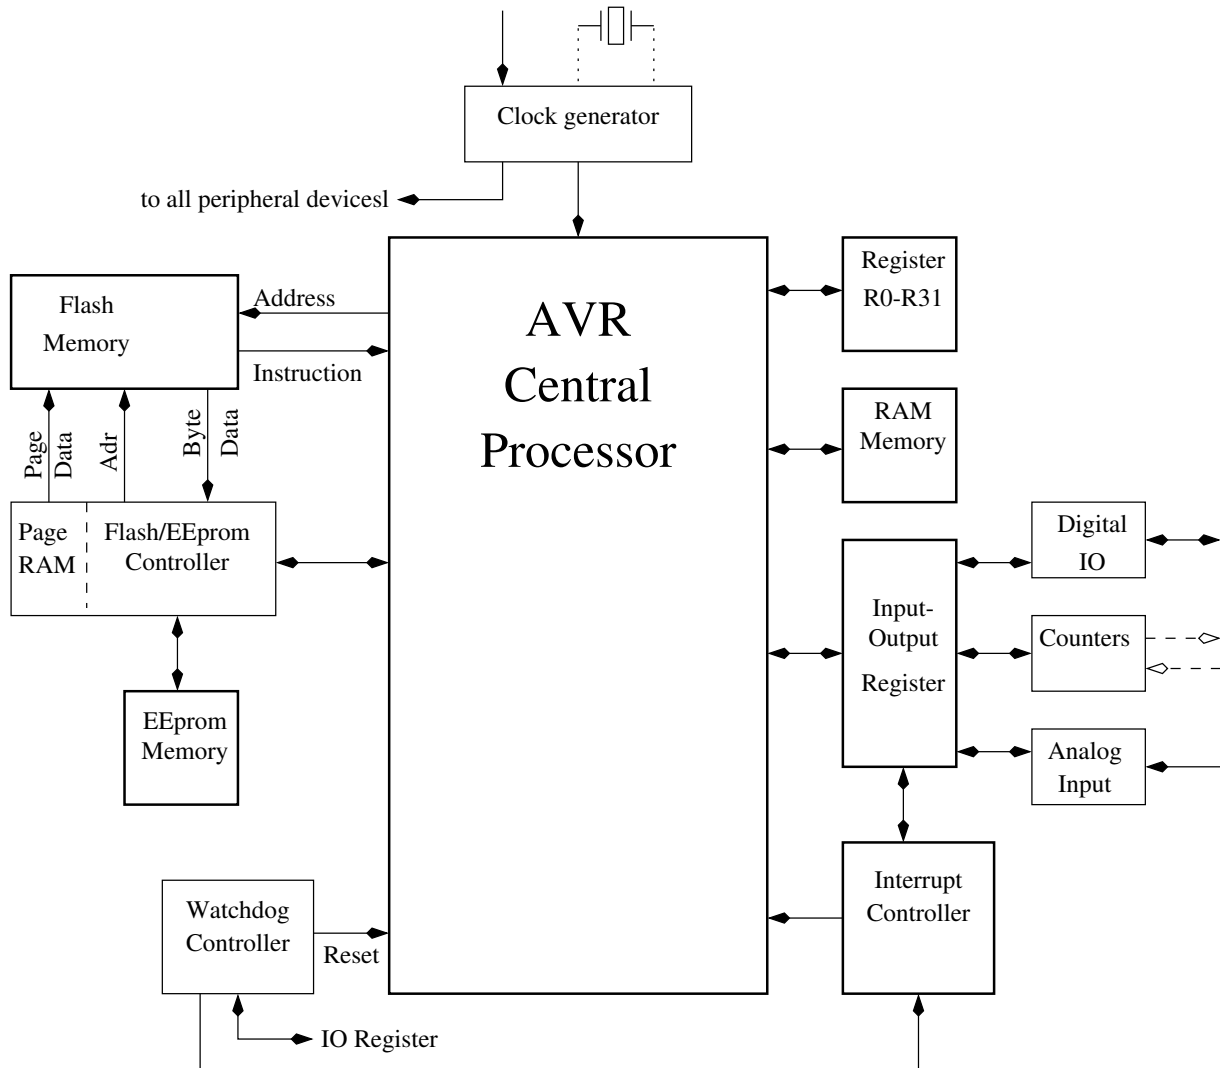 Clock generator
to all peripheral devicesl
AVR
Central
Processor
Register
R0-R31
Flash
Memory
Address
Instruction
Page
Data
Adr
Byte
Data
RAM
Memory
Page
RAM
Flash/EEprom
Controller
Digital
IO
Input-
Output
Register
Counters
EEprom
Memory
Analog
Input
Interrupt
Controller
Watchdog
Controller
Reset
IO Register